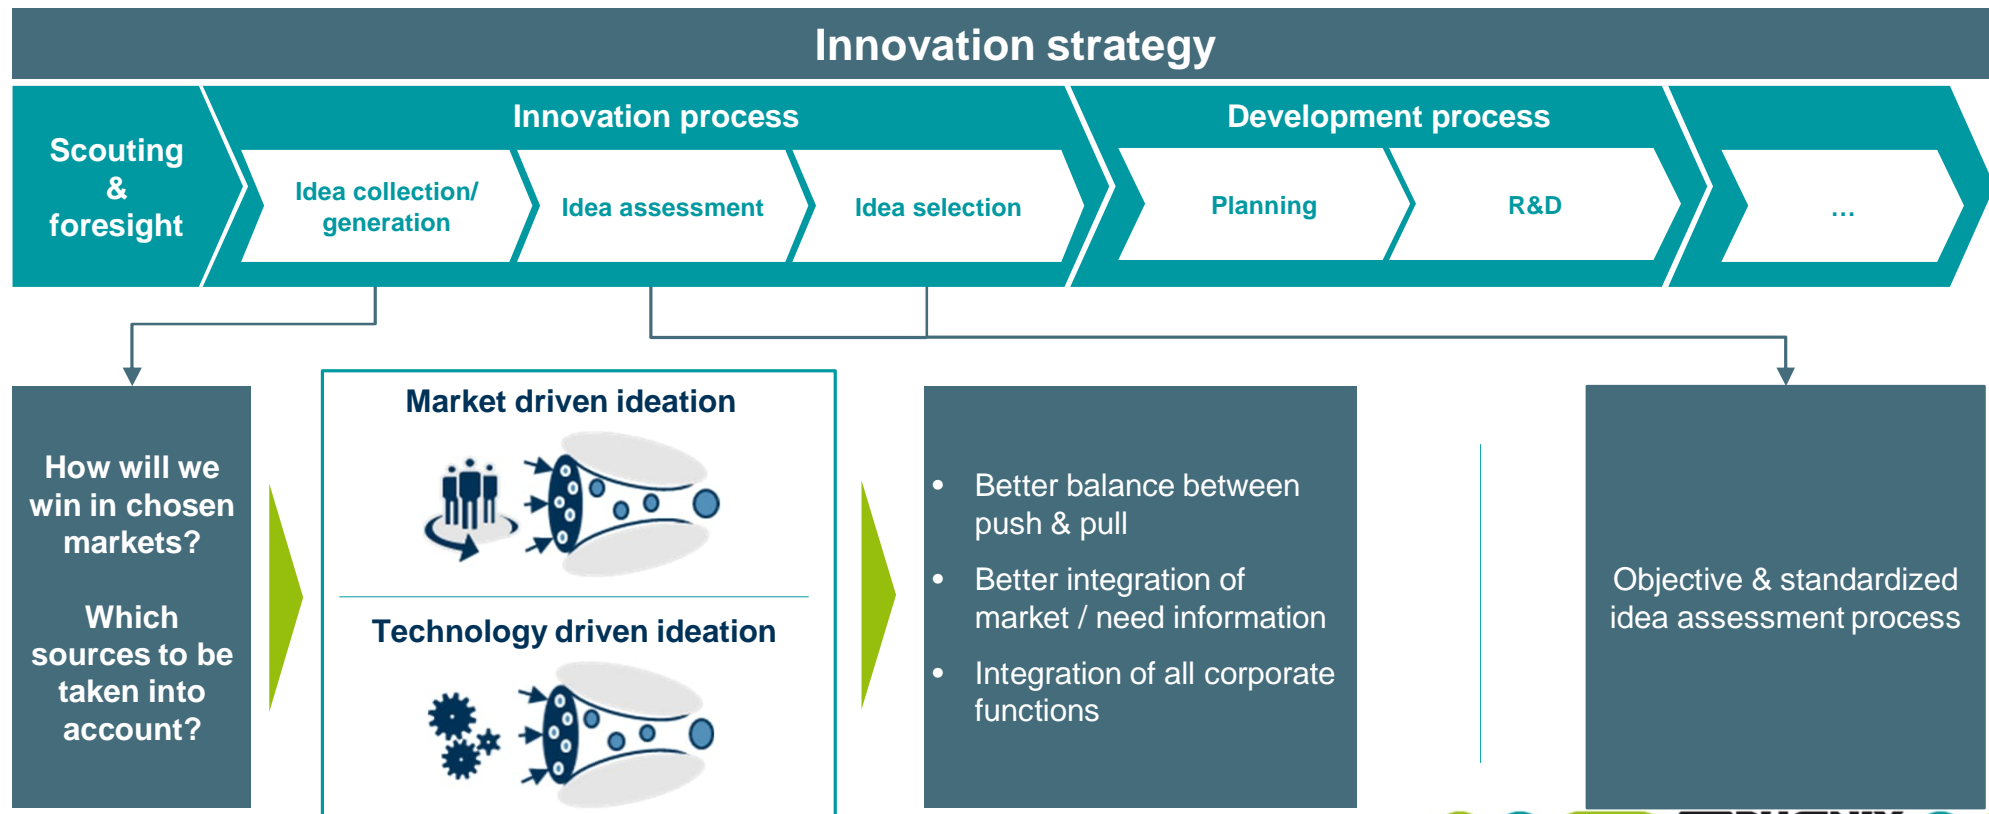 Innovation strategy
Scouting
&
foresight
Innovation process
Idea collection/
generation
Idea assessment
Idea selection
Development process
Planning
R&D
...
How will we
win in chosen
markets?
Which
sources to be
taken into
account?
Market driven ideation
Technology driven ideation
• Better balance between
push & pull
• Better integration of
market / need information
• Integration of all corporate
functions
Objective & standardized
idea assessment process